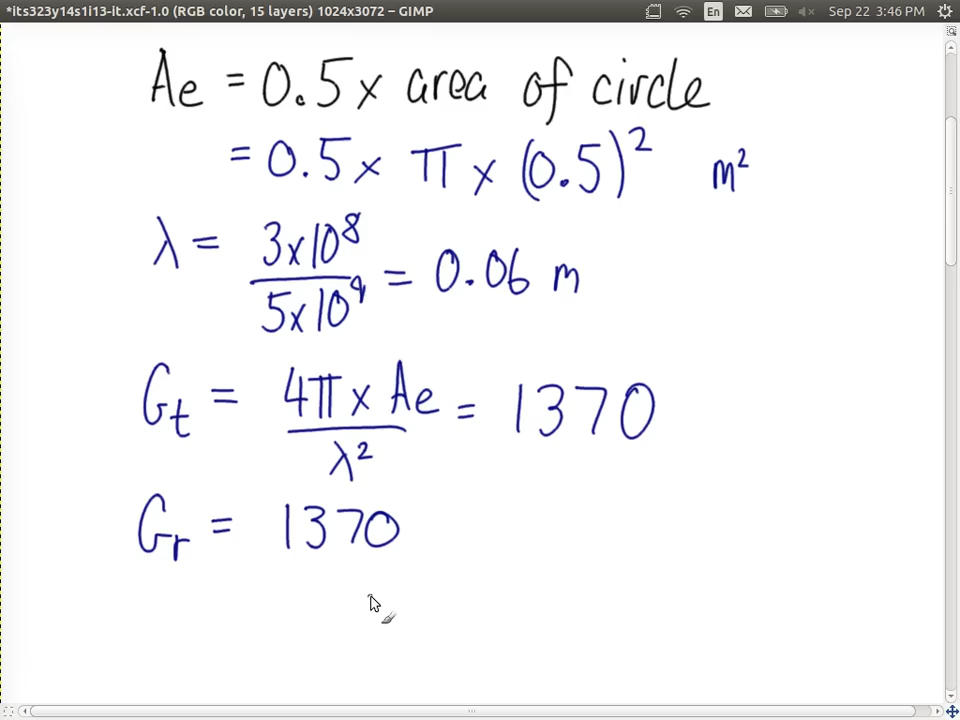 *its323y14s1i13-it.xcf-1.0 (RGB color, 15 layers) 1024x3072 – GIMP En Sep 22 3:46 PM
Ae = 0.5 x area of circle
= 0.5 x π x (0.5)² m²
λ = 3x10⁸ / 5x10⁹ = 0.06 m
Gt = 4π x Ae / λ² = 1370
Gr = 1370